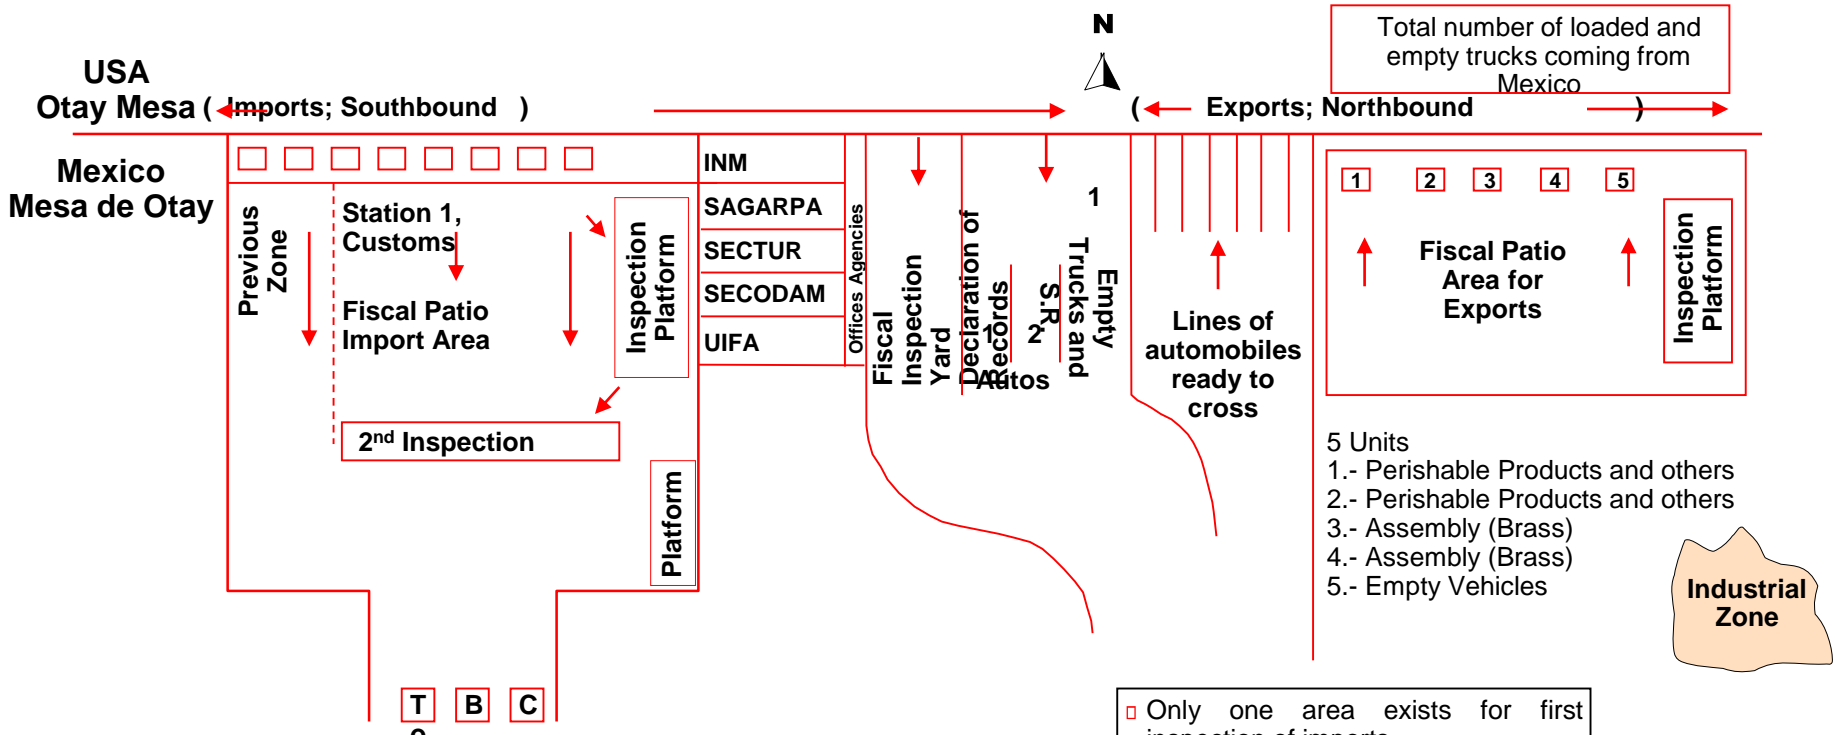 N
Total number of loaded and
empty trucks coming from
Mexico
USA
Otay Mesa ( Imports; Southbound )
( Exports; Northbound )
Mexico
Mesa de Otay
INM
SAGARPA
SECTUR
SECODAM
UIFA
Offices Agencies
Previous
Zone
Station 1,
Customs
Fiscal Patio
Import Area
Inspection
Platform
2nd Inspection
Platform
T
B
C
Fiscal
Inspection
Yard
Declaration of
Records
1
2
S.R
Autos
1
Trucks and
Empty
Lines of
automobiles
ready to
cross
1
2
3
4
5
Fiscal Patio
Area for
Exports
Inspection
Platform
5 Units
1.- Perishable Products and others
2.- Perishable Products and others
3.- Assembly (Brass)
4.- Assembly (Brass)
5.- Empty Vehicles
Industrial
Zone
Only one area exists for first
inspection of imports